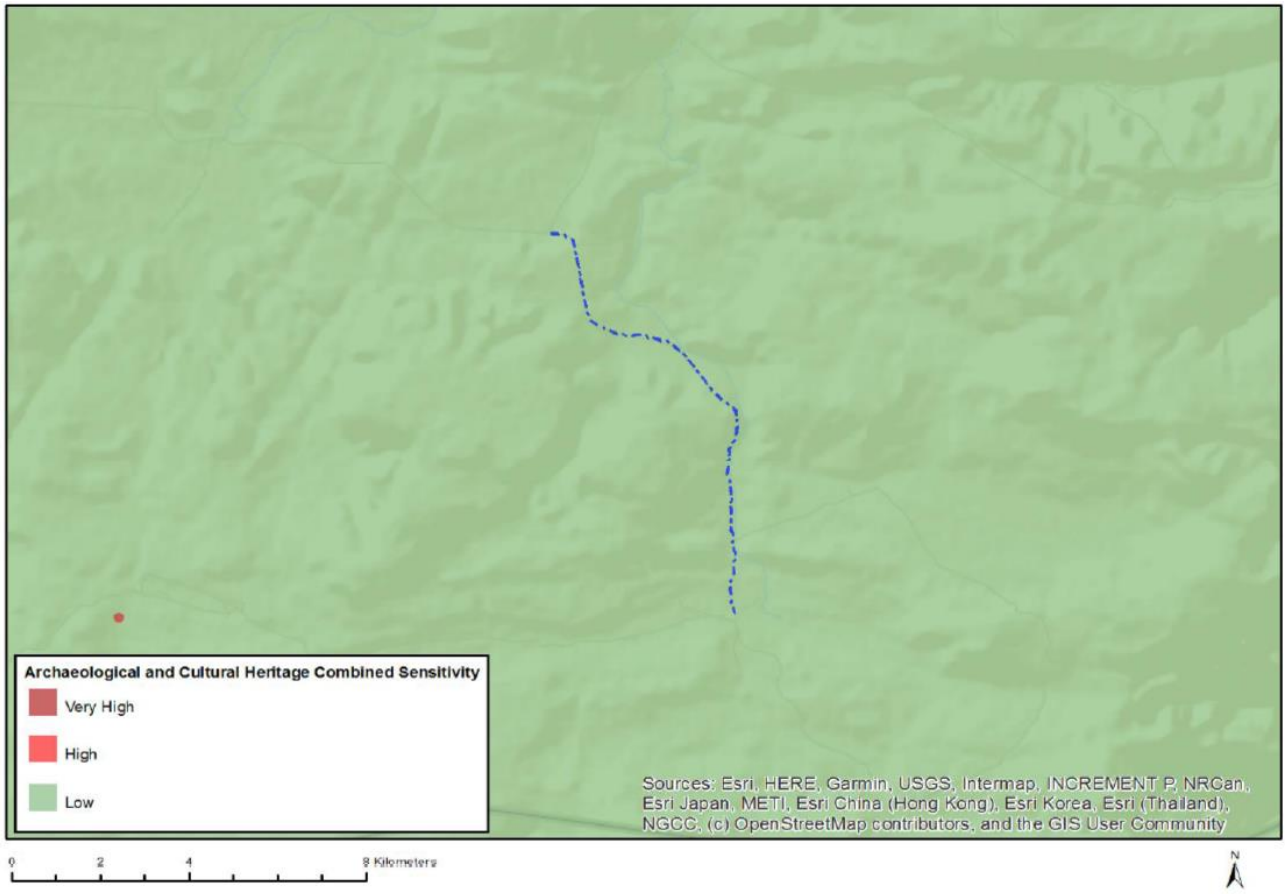 Archaeological and Cultural Heritage Combined Sensitivity
Very High
High
Low
Sources: Esri, HERE, Garmin, USGS, Intermap, INCREMENT P, NRCan,
Esri Japan, METI, Esri China (Hong Kong), Esri Korea, Esri (Thailand),
NGCC, (c) OpenStreetMap contributors, and the GIS User Community
0 2 4 8 Kilometers
N